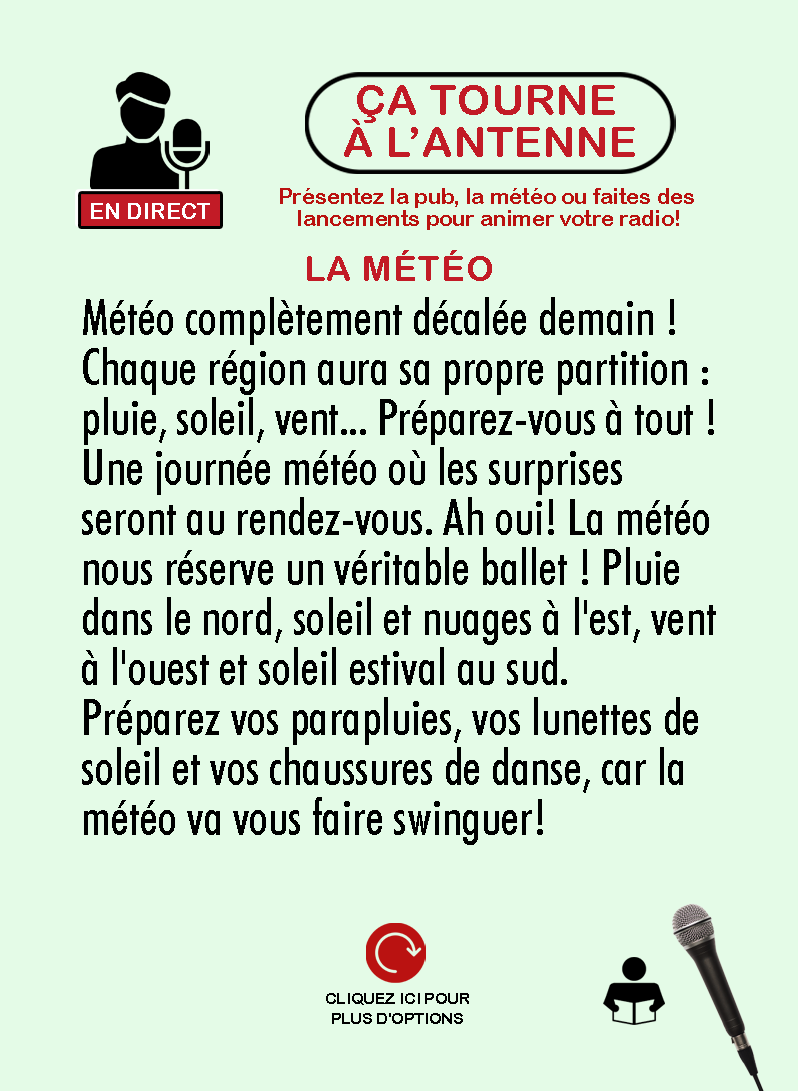 ÇA TOURNE
À L'ANTENNE
EN DIRECT
Présentez la pub, la météo ou faites des
lancements pour animer votre radio!
LA MÉTÉO
Météo complètement décalée demain !
Chaque région aura sa propre partition :
pluie, soleil, vent... Préparez-vous à tout !
Une journée météo où les surprises
seront au rendez-vous. Ah oui! La météo
nous réserve un véritable ballet ! Pluie
dans le nord, soleil et nuages à l'est, vent
à l'ouest et soleil estival au sud.
Préparez vos parapluies, vos lunettes de
soleil et vos chaussures de danse, car la
météo va vous faire swinguer!
CLIQUEZ ICI POUR
PLUS D'OPTIONS